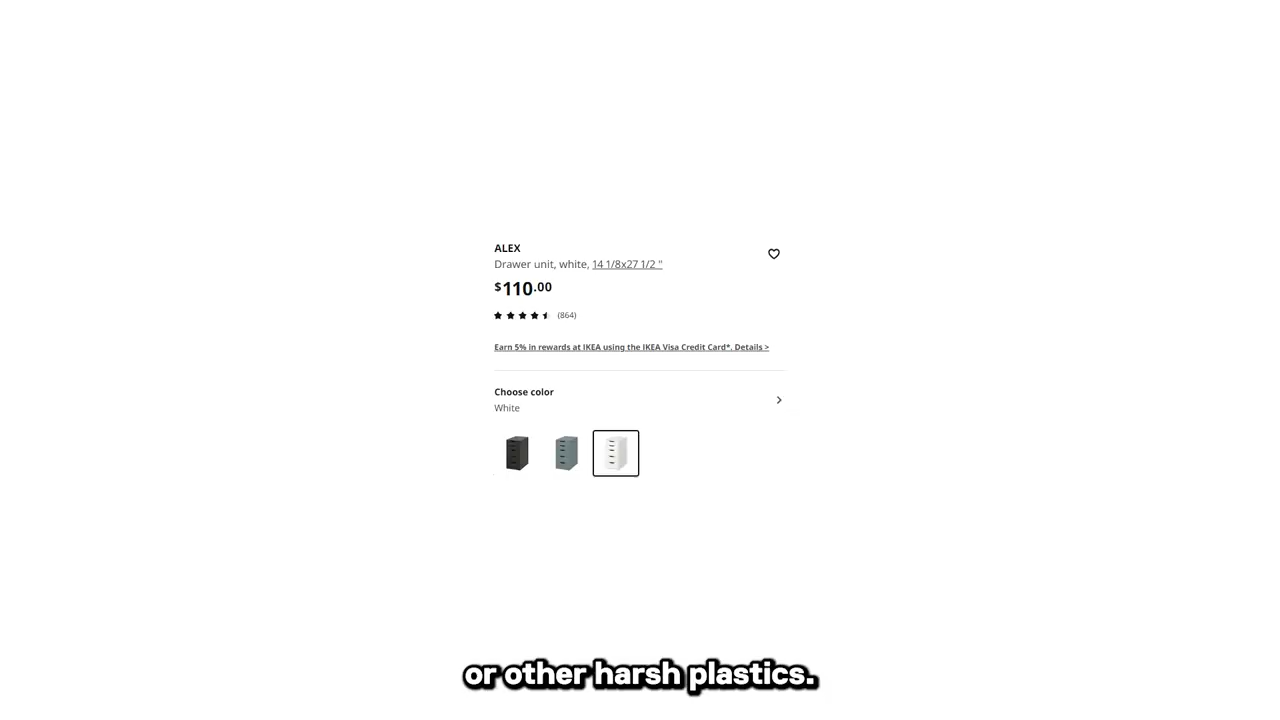 ALEX
Drawer unit, white, 14 1/8x27 1/2 "
$110.00
(864)
Earn 5% in rewards at IKEA using the IKEA Visa Credit Card*. Details >
Choose color
White
or other harsh plastics.